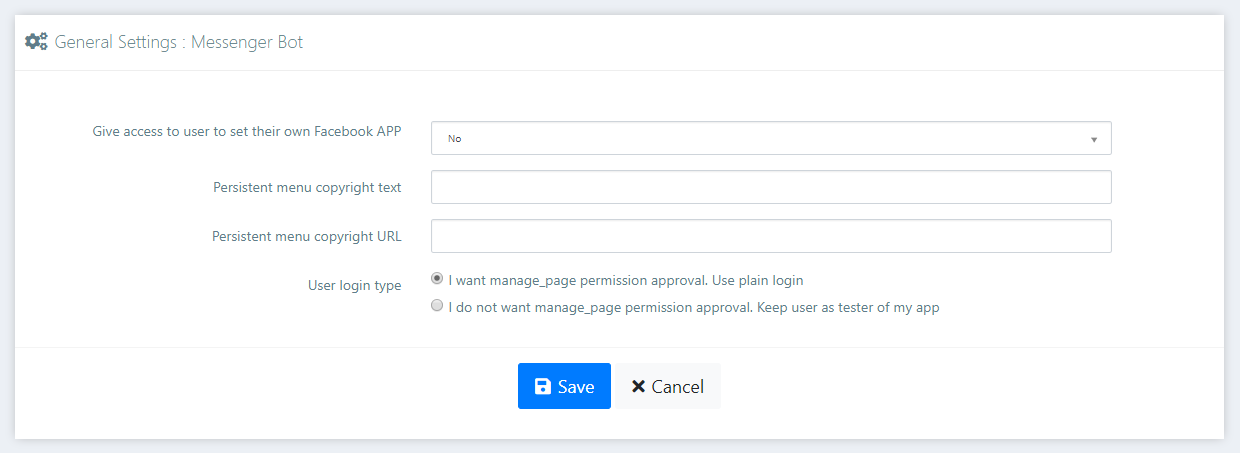 General Settings : Messenger Bot
Give access to user to set their own Facebook APP
No
Persistent menu copyright text
Persistent menu copyright URL
User login type
I want manage_page permission approval. Use plain login
I do not want manage_page permission approval. Keep user as tester of my app
Save
Cancel